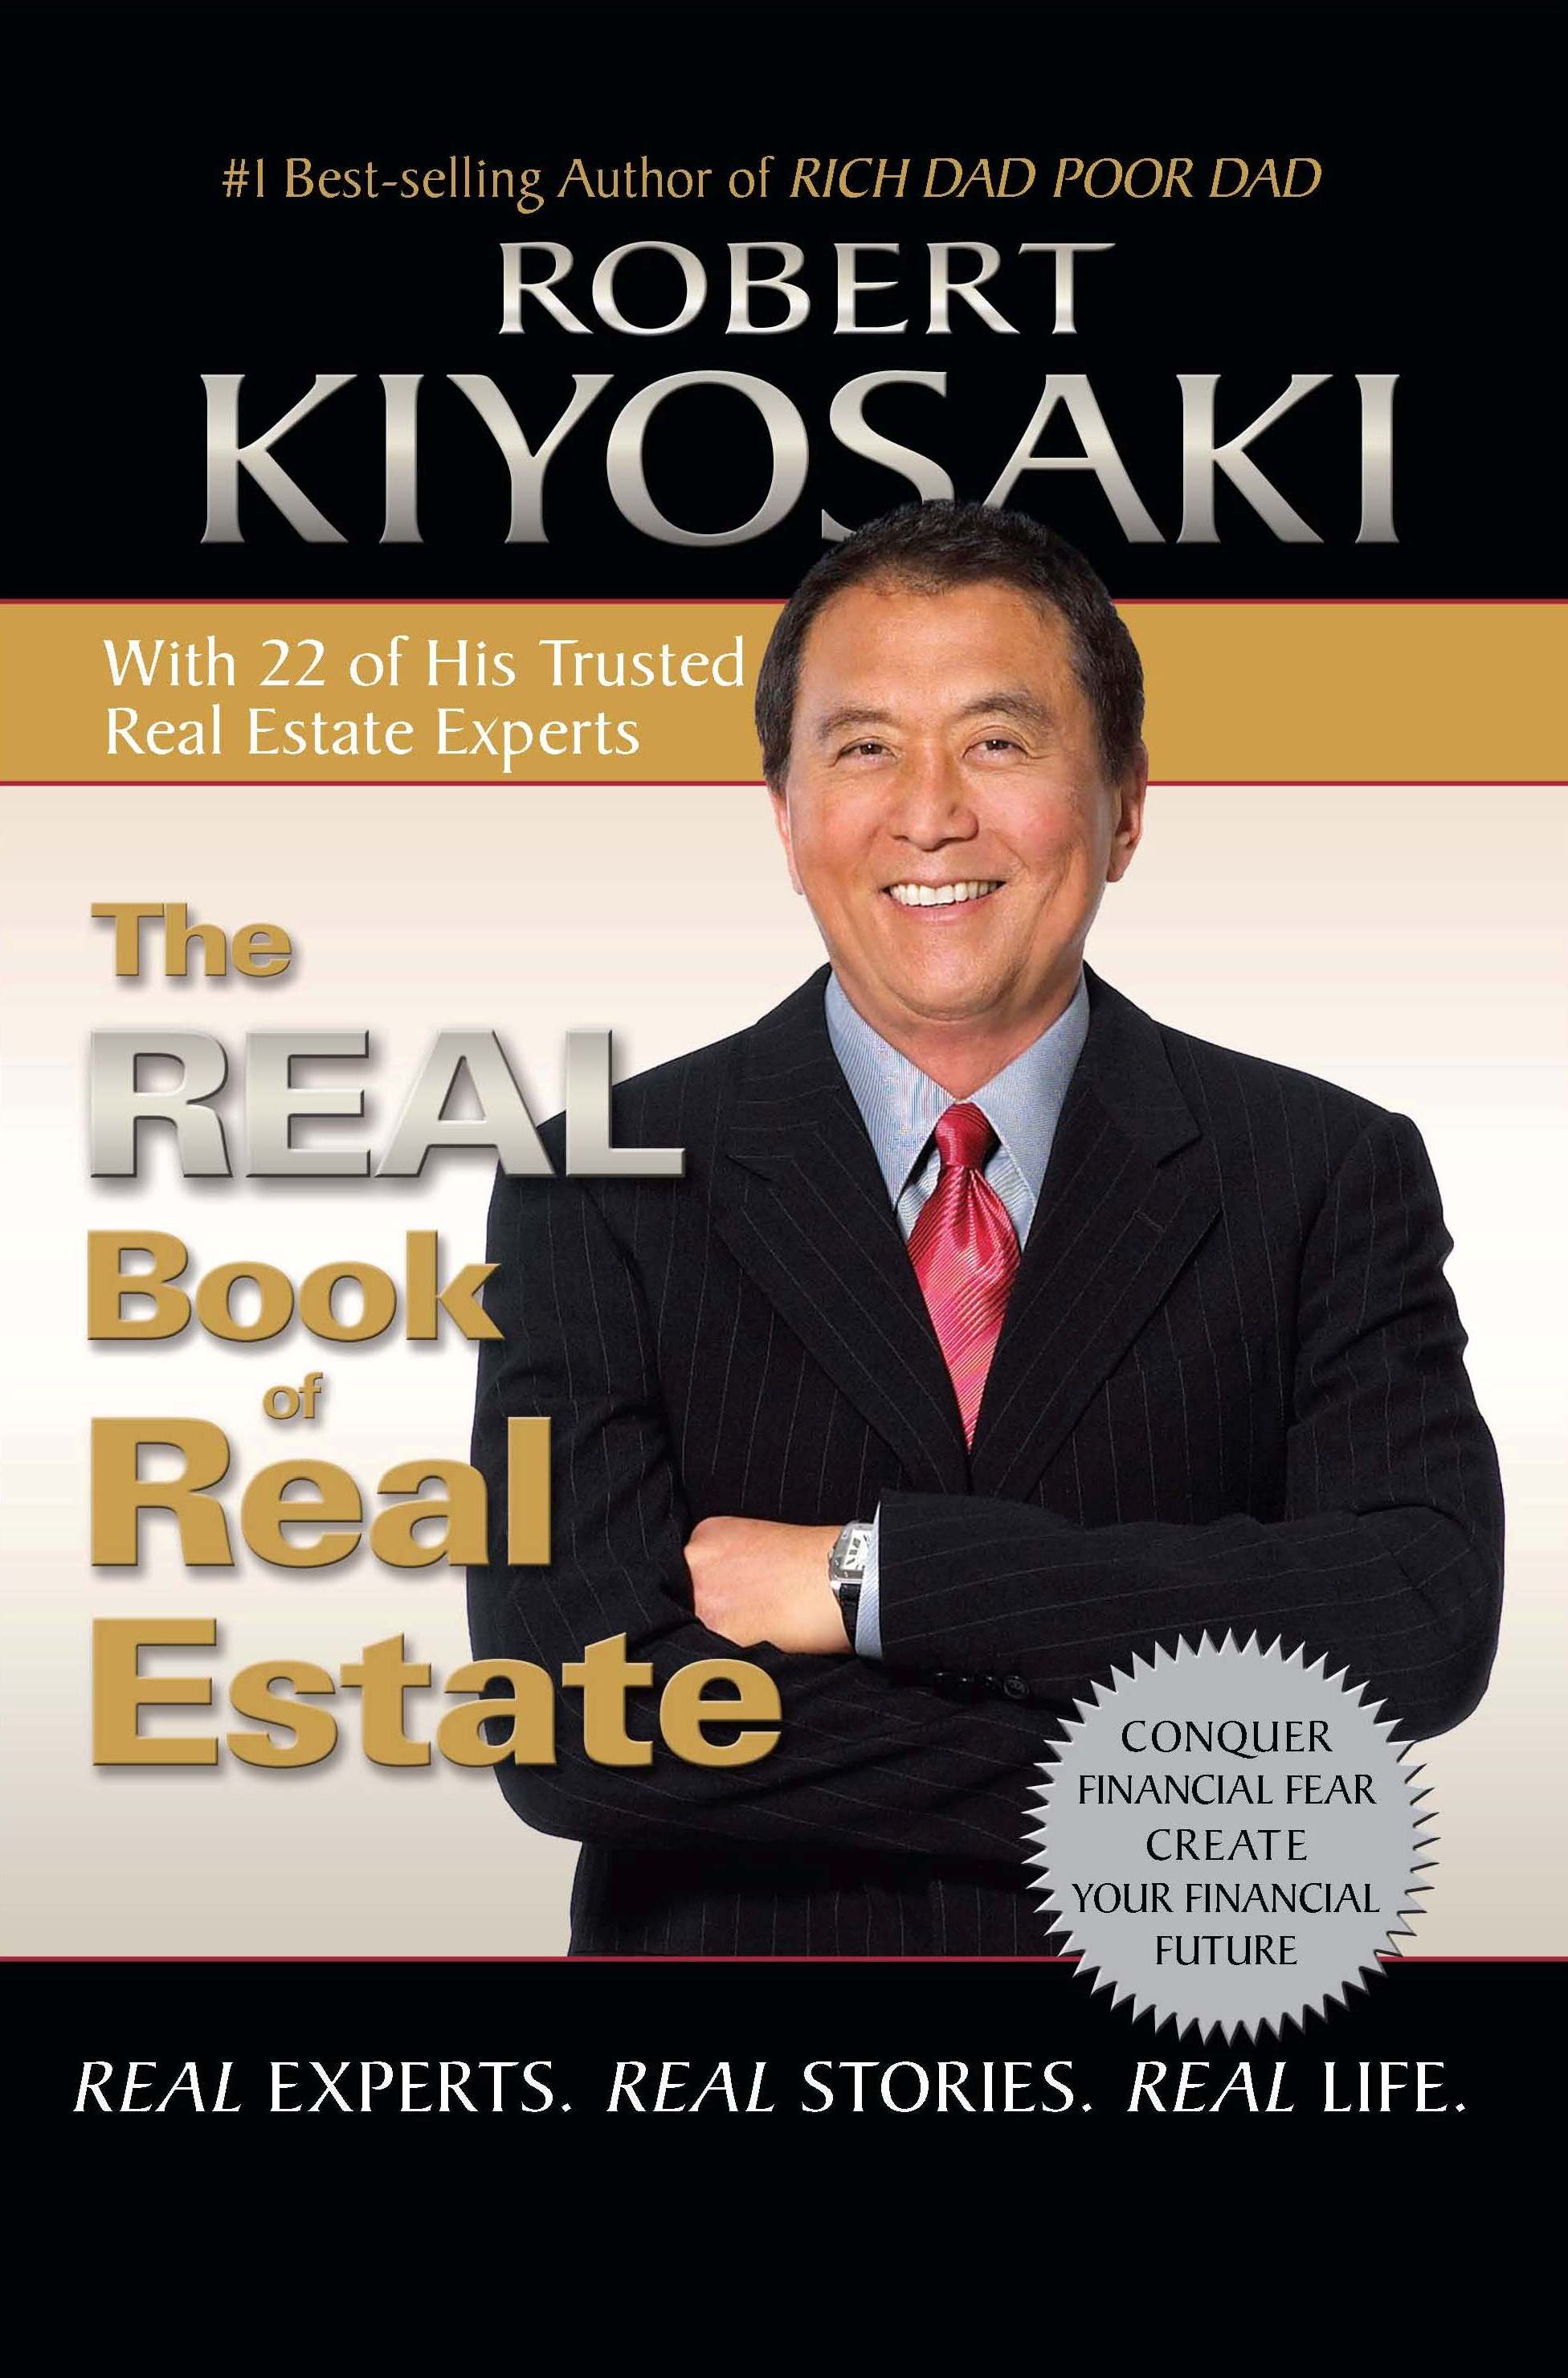 #1 Best-selling Author of RICH DAD POOR DAD
ROBERT
KIYOSAKI
With 22 of His Trusted
Real Estate Experts
The
REAL
Book
of
Real
Estate
CONQUER
FINANCIAL FEAR
CREATE
YOUR FINANCIAL
FUTURE
REAL EXPERTS. REAL STORIES. REAL LIFE.